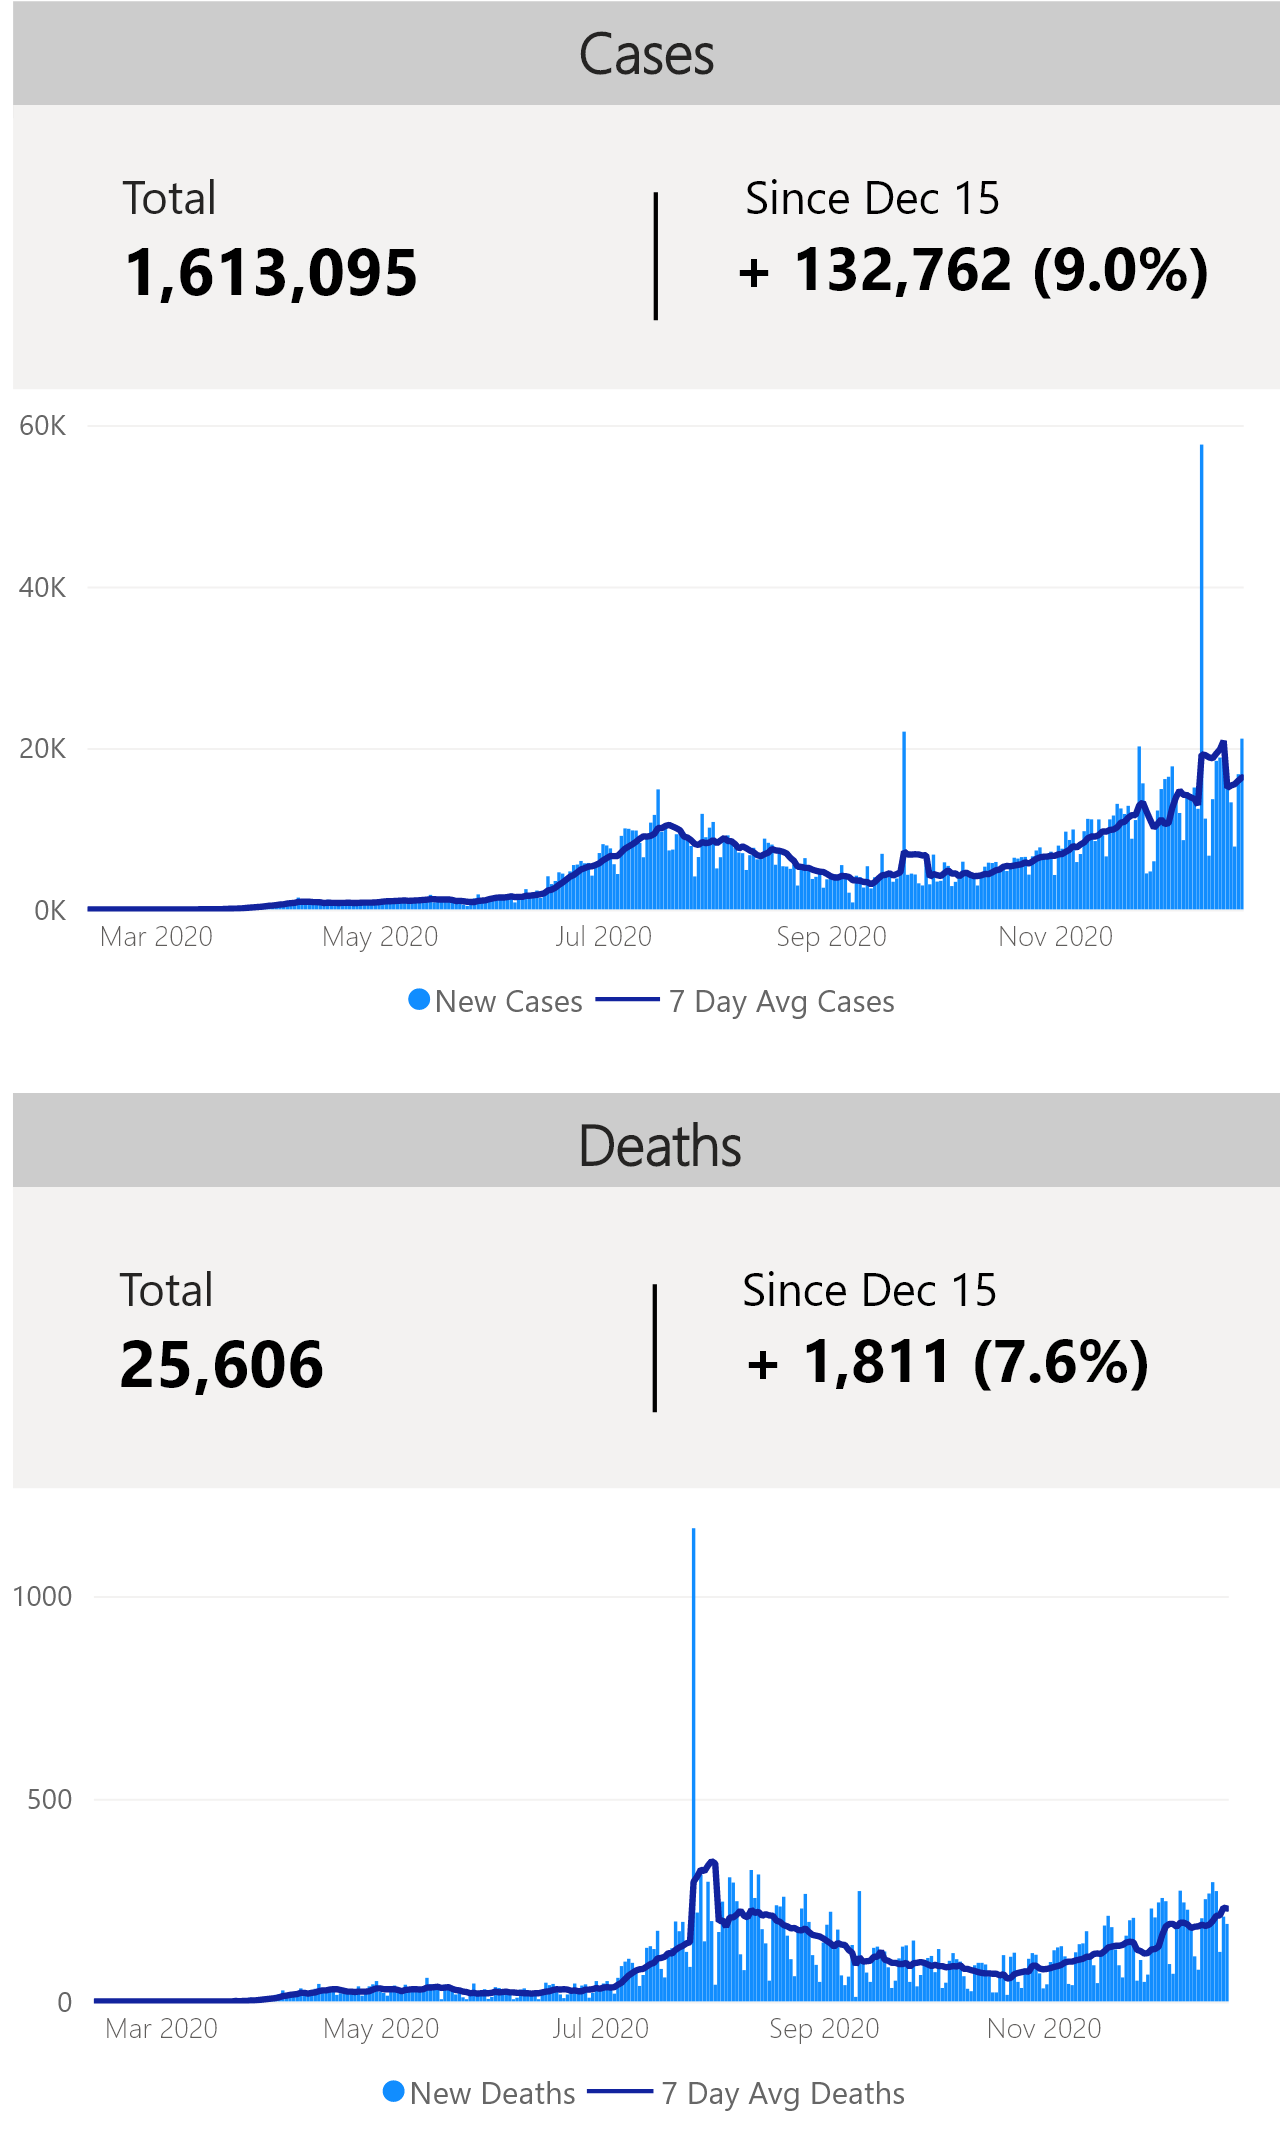 Cases
Total
Since Dec 15
1,613,095
+ 132,762 (9.0%)
60K
40K
20K
0K
Mar 2020
May 2020
Jul 2020
Sep 2020
Nov 2020
New Cases
7 Day Avg Cases
Deaths
Total
Since Dec 15
25,606
+ 1,811 (7.6%)
1000
500
0
Mar 2020
May 2020
Jul 2020
Sep 2020
Nov 2020
New Deaths
7 Day Avg Deaths